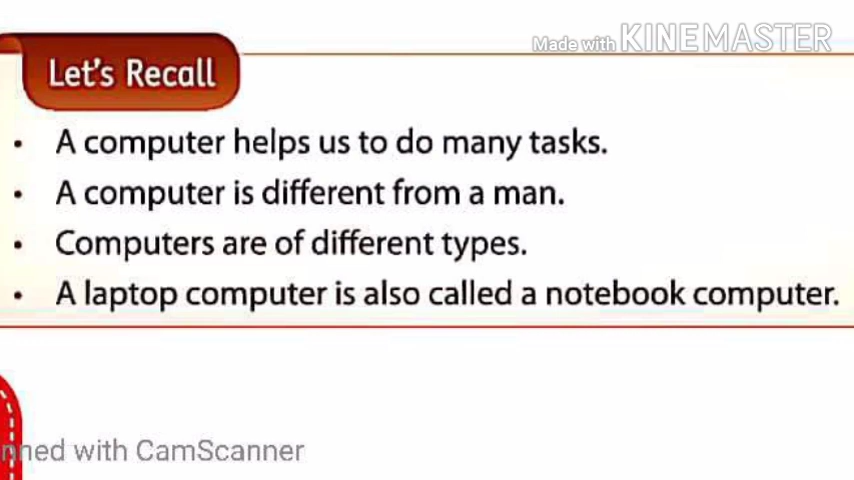 Made with KINEMASTER
Let's Recall
• A computer helps us to do many tasks.
• A computer is different from a man.
• Computers are of different types.
• A laptop computer is also called a notebook computer.
nned with CamScanner